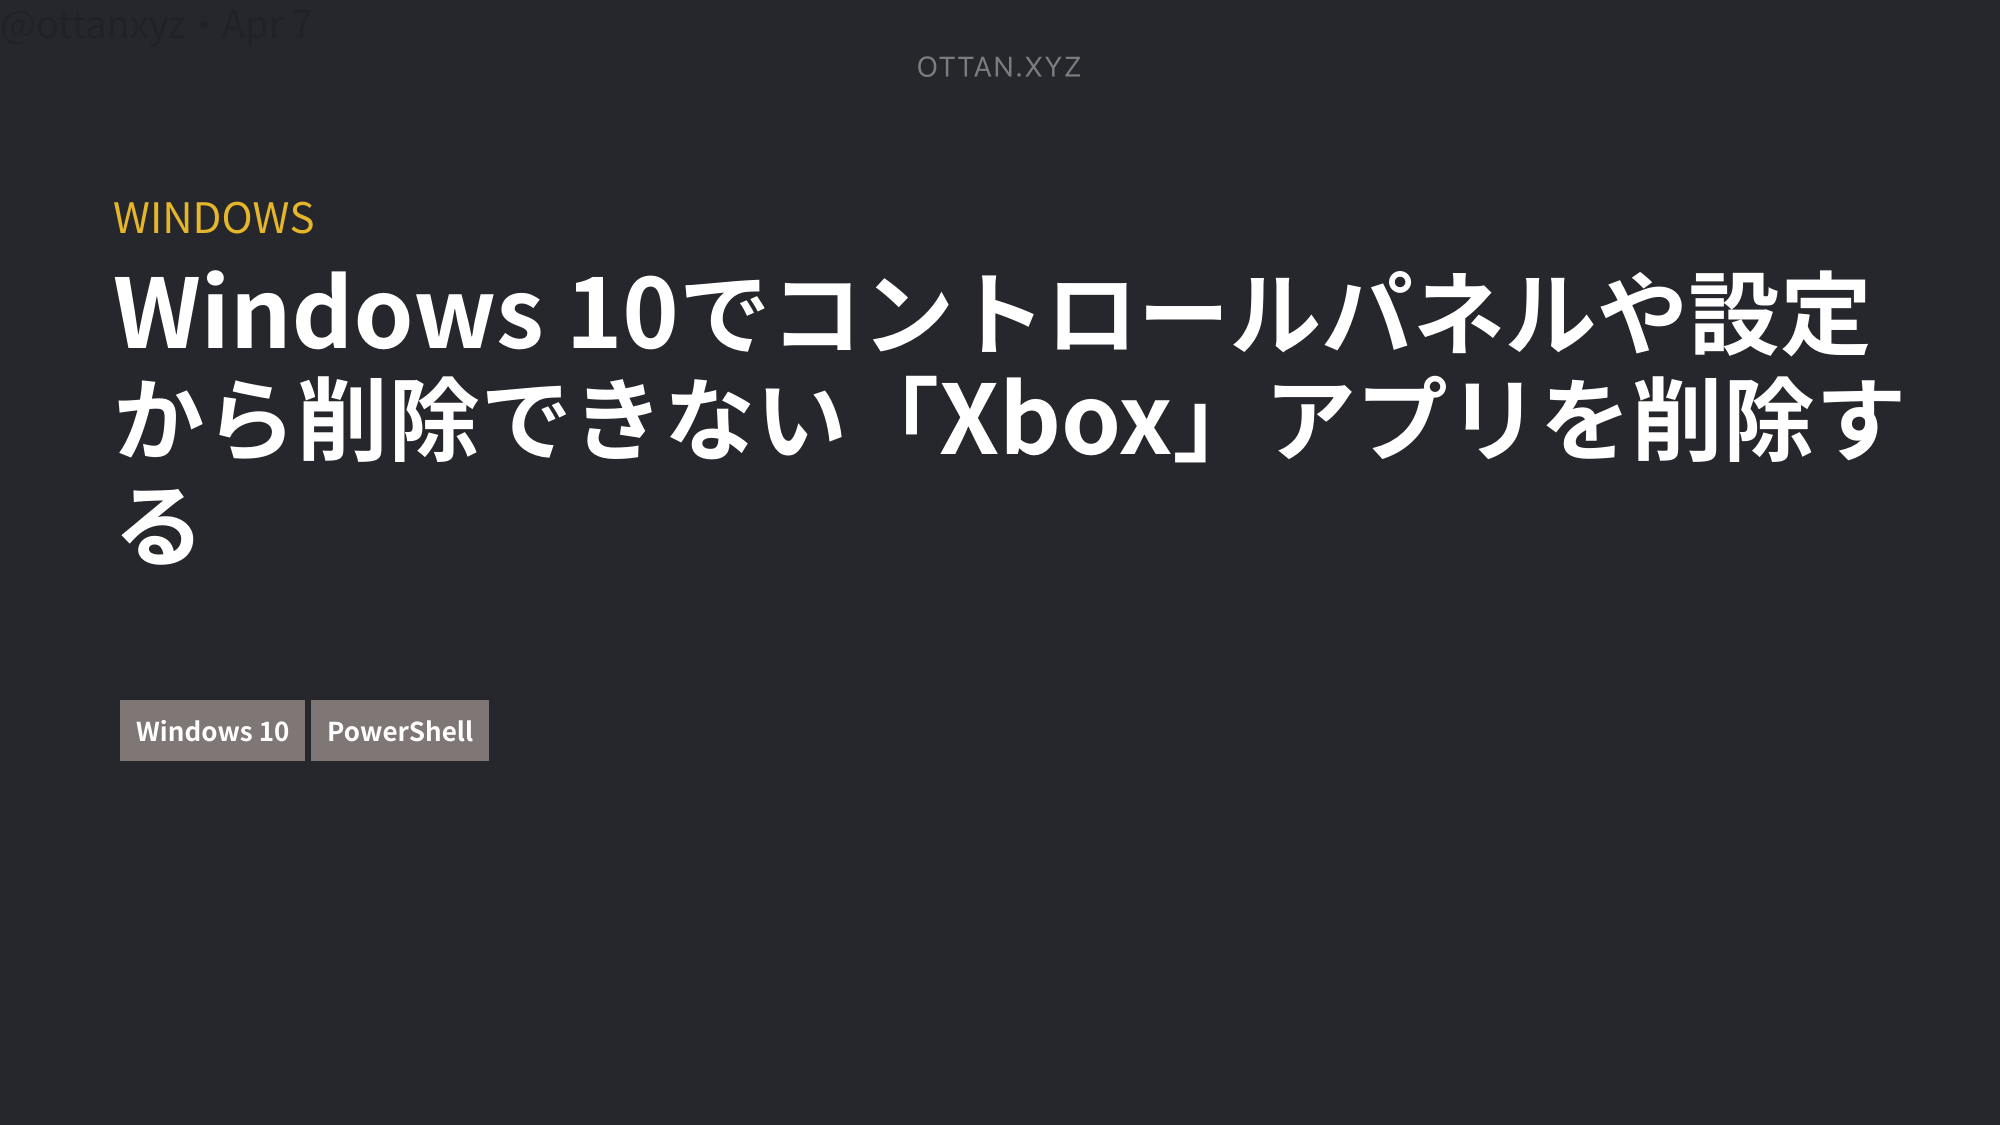 @ottanxyz・Apr 7
OTTAN.XYZ
WINDOWS
Windows 10でコントロールパネルや設定
から削除できない「Xbox」アプリを削除す
る
Windows 10 PowerShell